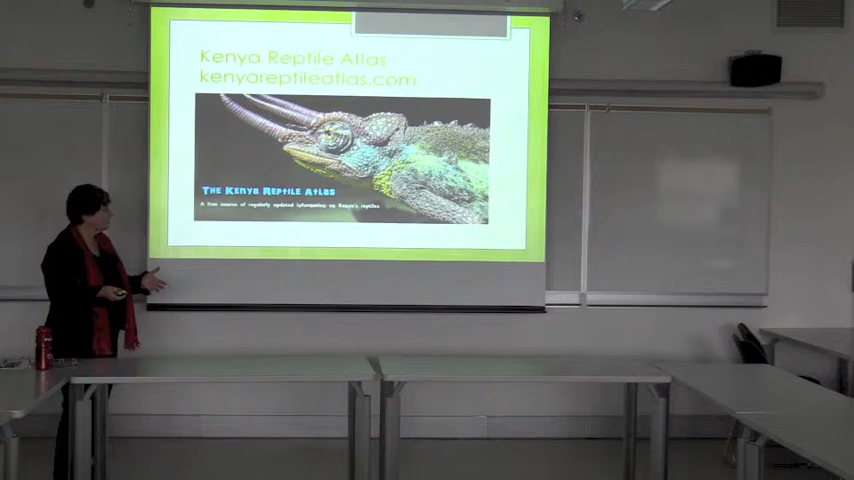 Kenya Reptile Atlas
kenyareptileatlas.com
The Kenya Reptile Atlas
A free source of regularly updated information on Kenya's reptiles